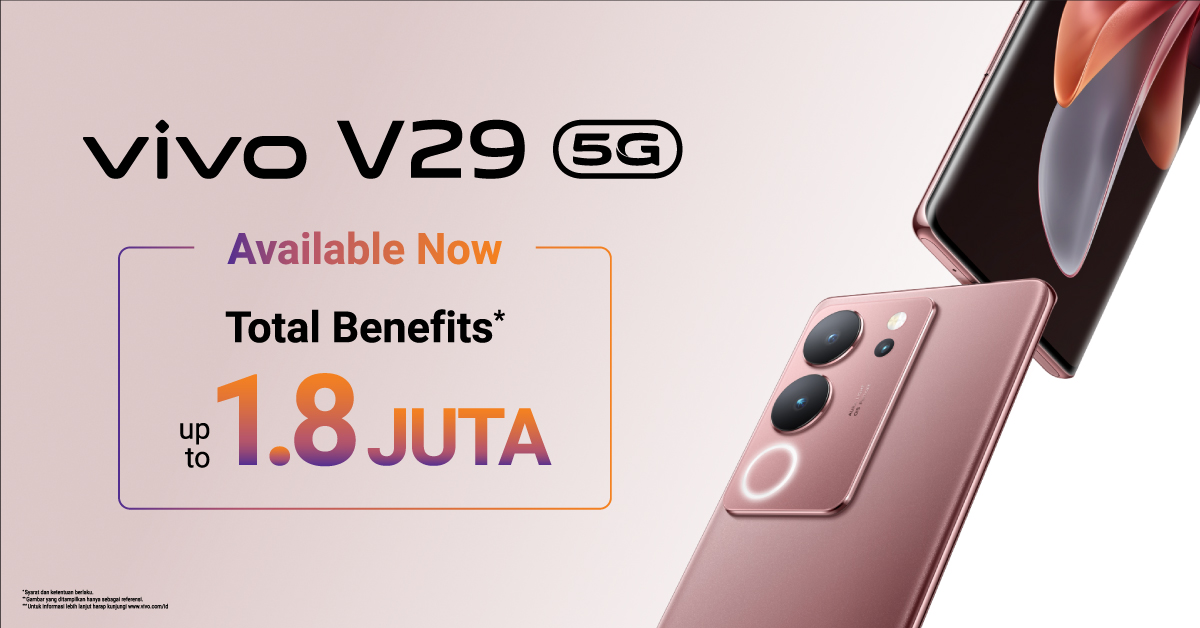 vivo V29 5G
Available Now
Total Benefits*
up to 1.8 JUTA
*Syarat dan ketentuan berlaku.
**Gambar yang ditampilkan hanya sebagai referensi.
***Untuk informasi lebih lanjut harap kunjungi www.vivo.com/id